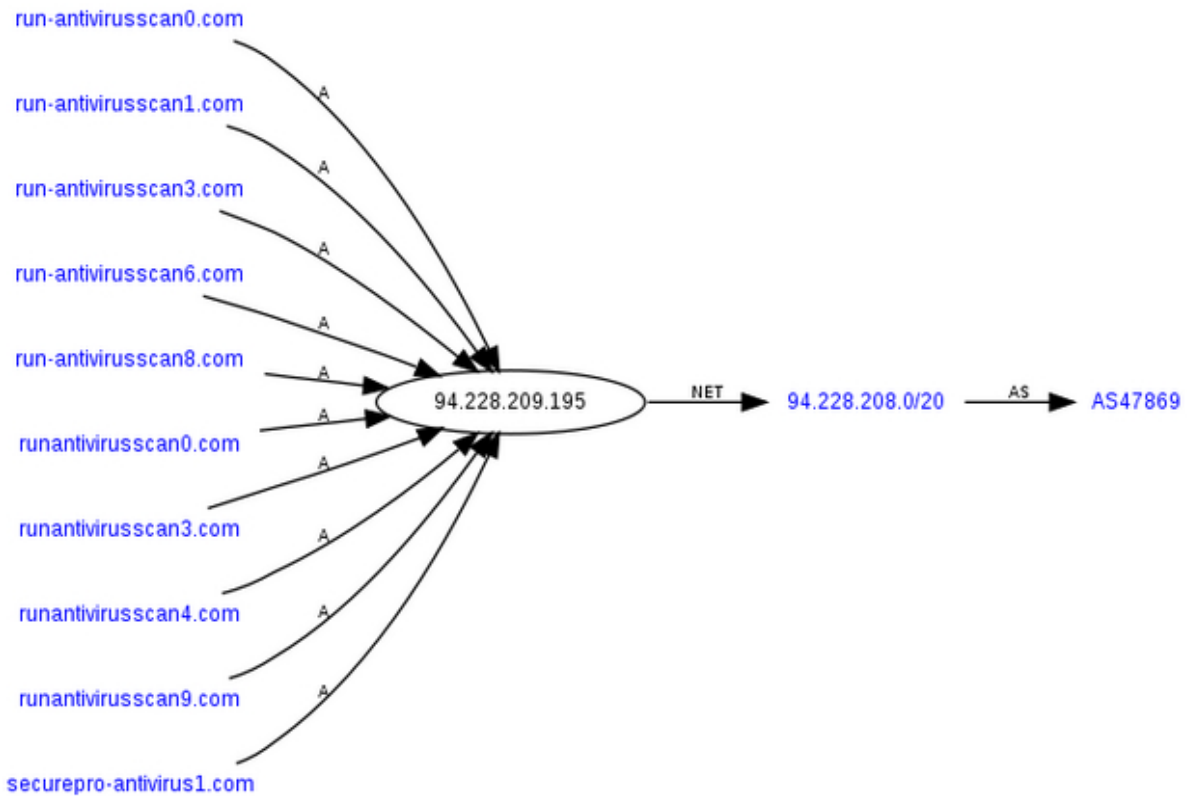 run-antivirusscan0.com
A
run-antivirusscan1.com
A
run-antivirusscan3.com
A
run-antivirusscan6.com
A
run-antivirusscan8.com
A
94.228.209.195
NET
94.228.208.0/20
AS
AS47869
A
runantivirusscan0.com
A
runantivirusscan3.com
A
runantivirusscan4.com
A
runantivirusscan9.com
A
securepro-antivirus1.com